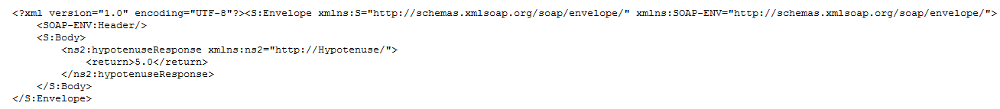 <?xml version="1.0" encoding="UTF-8"?><S:Envelope xmlns:S="http://schemas.xmlsoap.org/soap/envelope/" xmlns:SOAP-ENV="http://schemas.xmlsoap.org/soap/envelope/">
    <SOAP-ENV:Header/>
    <S:Body>
        <ns2:hypotenuseResponse xmlns:ns2="http://Hypotenuse/">
            <return>5.0</return>
        </ns2:hypotenuseResponse>
    </S:Body>
</S:Envelope>